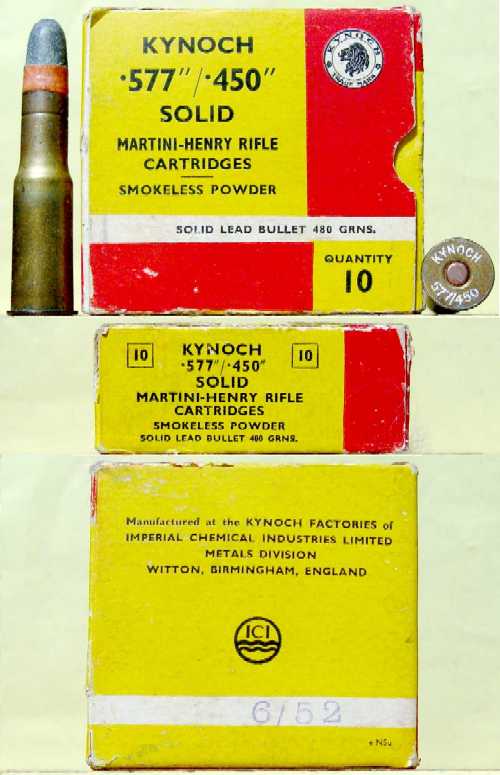 KYNOCH
·577"/·450"
SOLID
MARTINI-HENRY RIFLE
CARTRIDGES
SMOKELESS POWDER
KYNOCH
TRADE MARK
SOLID LEAD BULLET 480 GRNS.
QUANTITY
10
KYNOCH
577/450
10
KYNOCH
10
·577"/·450"
SOLID
MARTINI-HENRY RIFLE
CARTRIDGES
SMOKELESS POWDER
SOLID LEAD BULLET 480 GRNS.
Manufactured at the KYNOCH FACTORIES of
IMPERIAL CHEMICAL INDUSTRIES LIMITED
METALS DIVISION
WITTON, BIRMINGHAM, ENGLAND
ICI
6/52